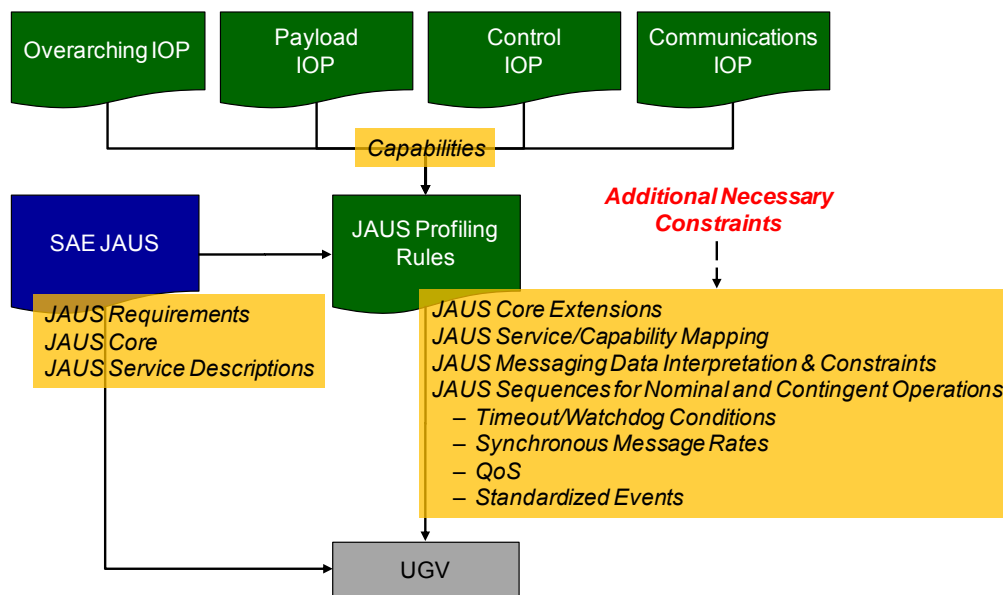 Overarching IOP
Payload
IOP
Control
IOP
Communications
IOP
Capabilities
SAE JAUS
JAUS Profiling
Rules
Additional Necessary
Constraints
JAUS Requirements
JAUS Core
JAUS Service Descriptions
JAUS Core Extensions
JAUS Service/Capability Mapping
JAUS Messaging Data Interpretation & Constraints
JAUS Sequences for Nominal and Contingent Operations
– Timeout/Watchdog Conditions
– Synchronous Message Rates
– QoS
– Standardized Events
UGV